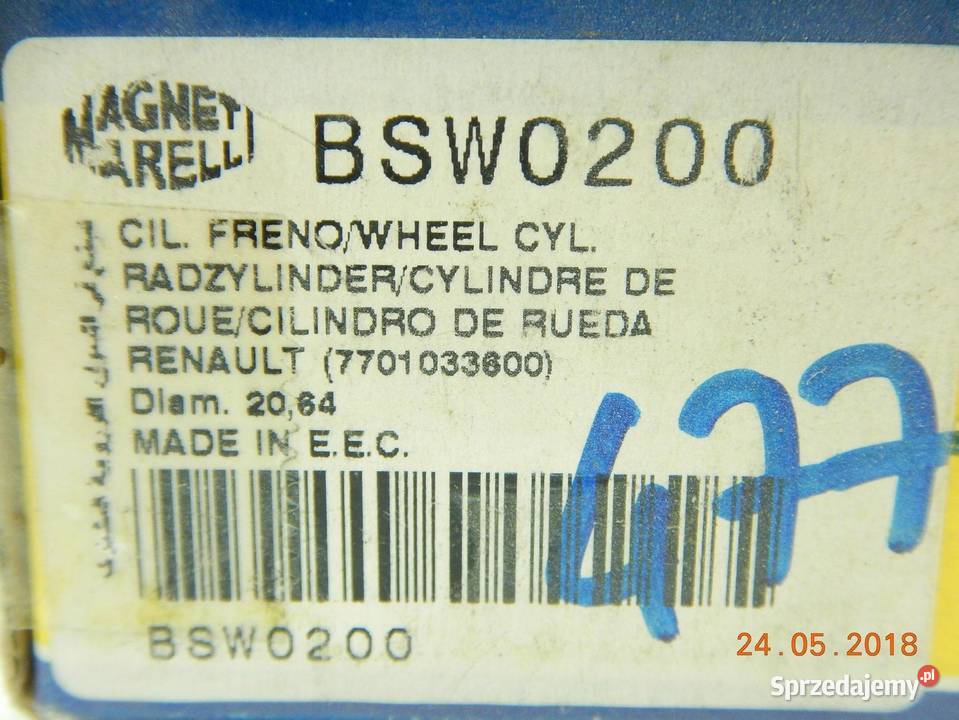 MAGNETI
MARELLI
BSW0200
CIL. FRENO/WHEEL CYL.
RADZYLINDER/CYLINDRE DE
ROUE/CILINDRO DE RUEDA
RENAULT (7701033600)
Diam. 20,64
MADE IN E.E.C.
477
BSW0200
24.05.2018
Sprzedajemy.pl